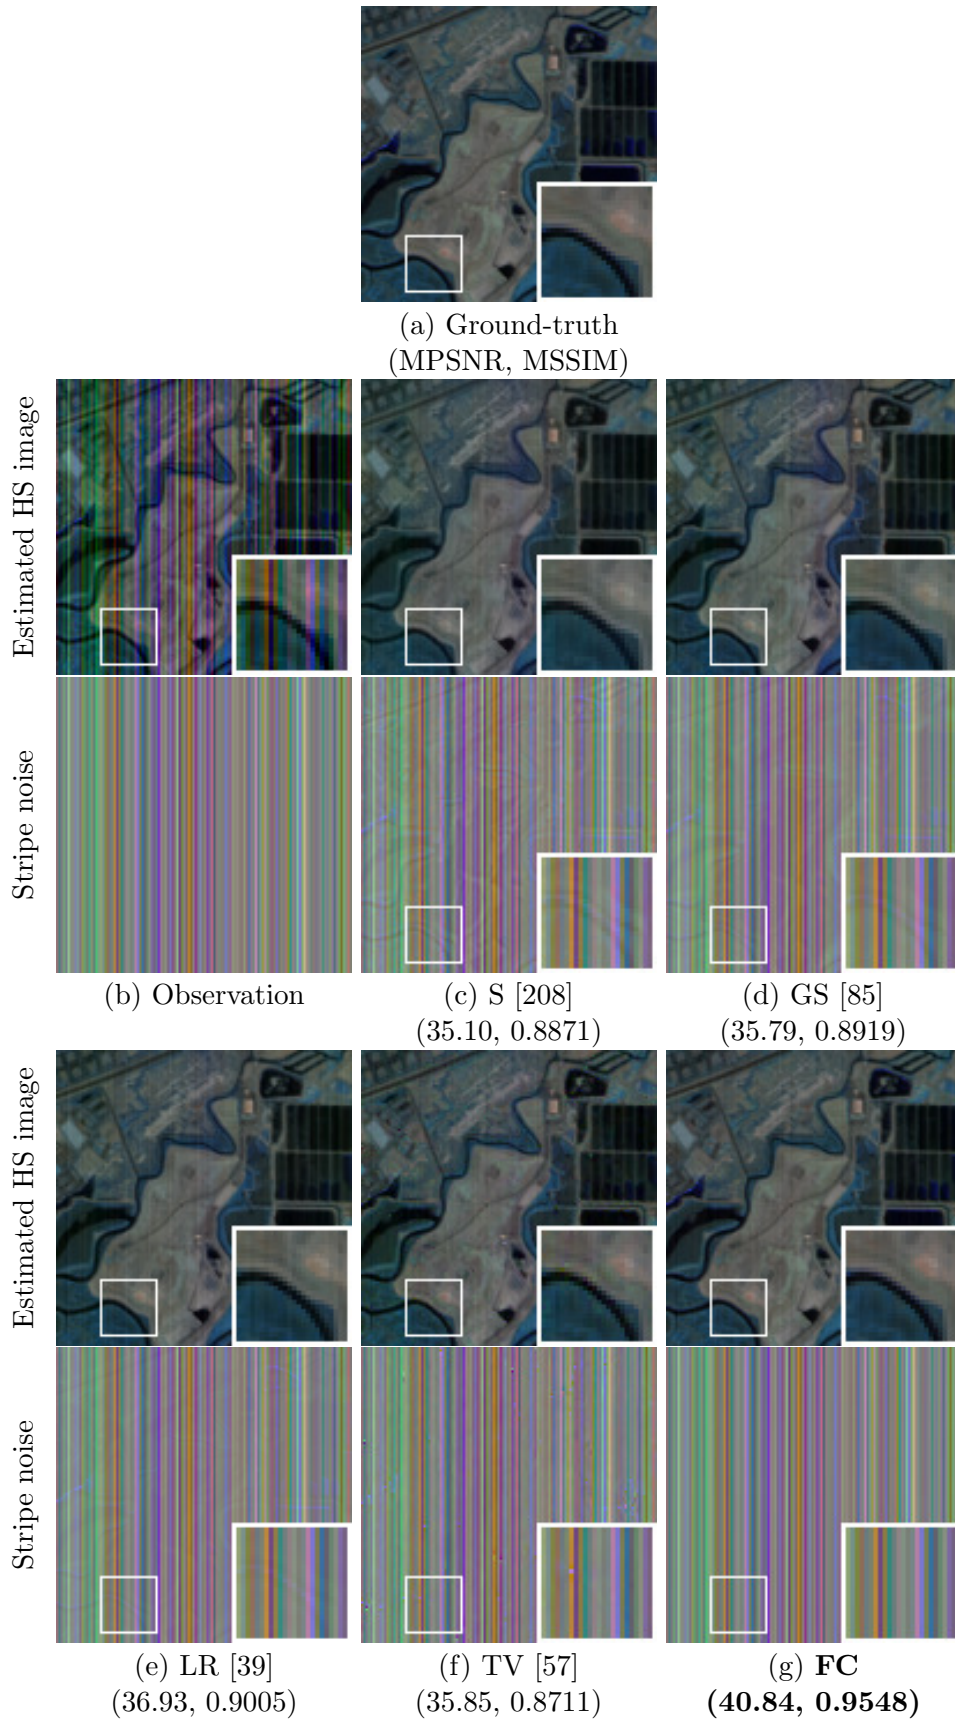 (a) Ground-truth
(MPSNR, MSSIM)
Estimated HS image
Stripe noise
(b) Observation
(c) S [208]
(35.10, 0.8871)
(d) GS [85]
(35.79, 0.8919)
Estimated HS image
Stripe noise
(e) LR [39]
(36.93, 0.9005)
(f) TV [57]
(35.85, 0.8711)
(g) FC
(40.84, 0.9548)